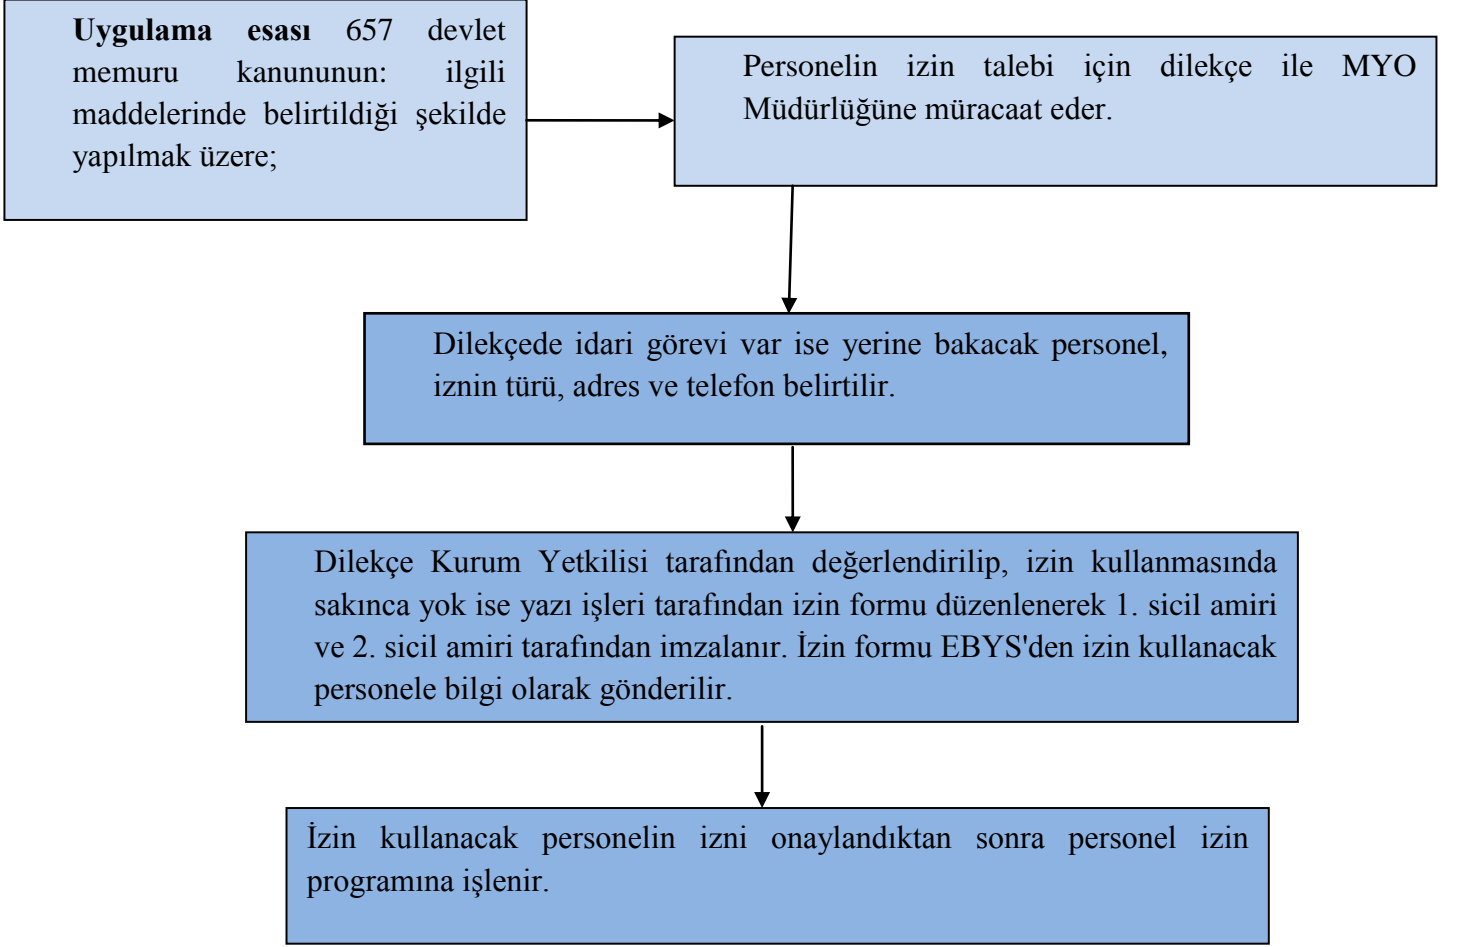 Uygulama esası 657 devlet
memuru kanununun: ilgili
maddelerinde belirtildiği şekilde
yapılmak üzere;
Personelin izin talebi için dilekçe ile MYO
Müdürlüğüne müracaat eder.
Dilekçede idari görevi var ise yerine bakacak personel,
iznin türü, adres ve telefon belirtilir.
Dilekçe Kurum Yetkilisi tarafından değerlendirilip, izin kullanmasında
sakınca yok ise yazı işleri tarafından izin formu düzenlenerek 1. sicil amiri
ve 2. sicil amiri tarafından imzalanır. İzin formu EBYS'den izin kullanacak
personele bilgi olarak gönderilir.
İzin kullanacak personelin izni onaylandıktan sonra personel izin
programına işlenir.